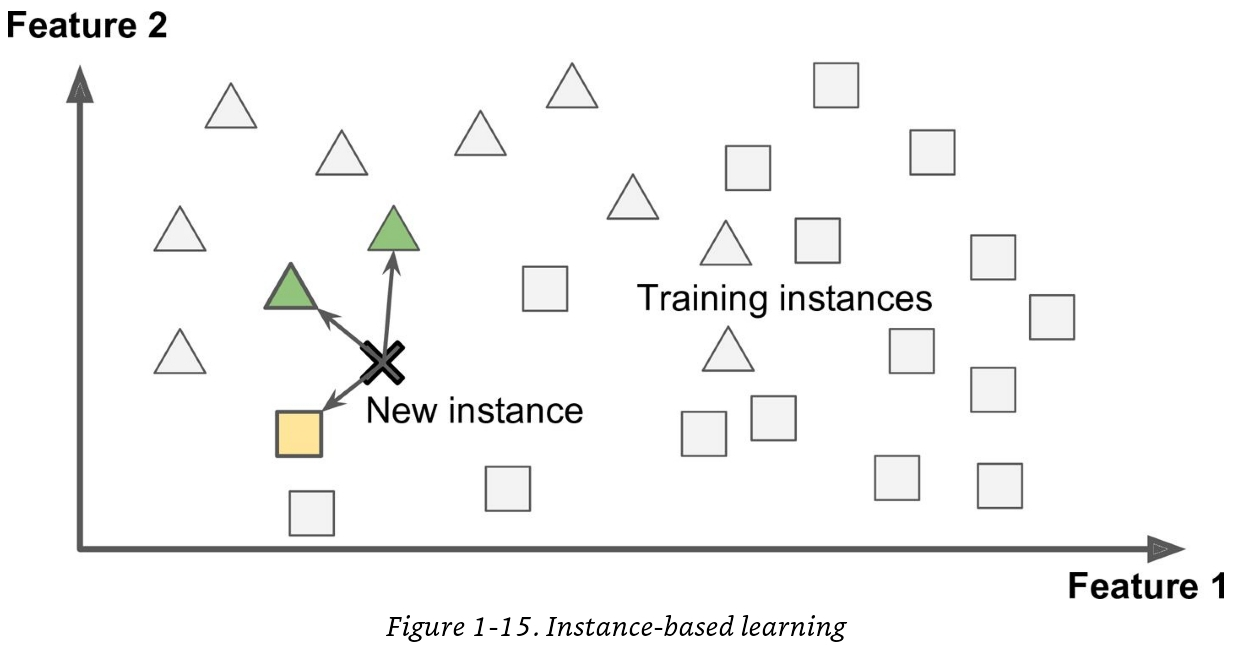 Feature 2
Training instances
New instance
Feature 1
Figure 1-15. Instance-based learning